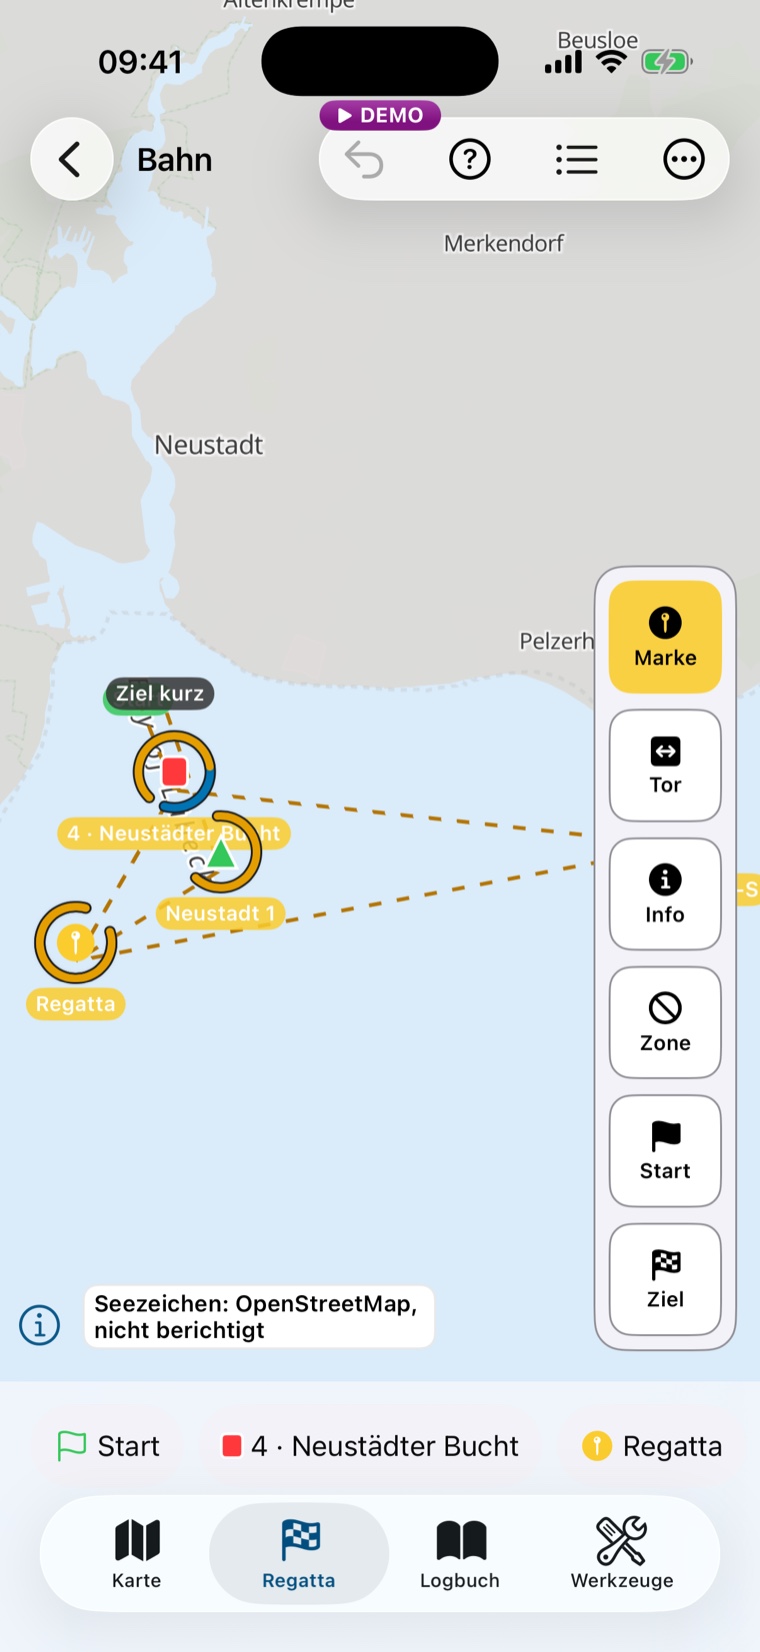 Altenkrempe
Beusloe
09:41
DEMO
Bahn
Merkendorf
Neustadt
Pelzerh
Marke
Tor
Info
Zone
Start
Ziel
Ziel kurz
4 · Neustädter Bucht
Neustadt 1
Regatta
-S
Seezeichen: OpenStreetMap,
nicht berichtigt
Start
4 · Neustädter Bucht
Regatta
Karte
Regatta
Logbuch
Werkzeuge